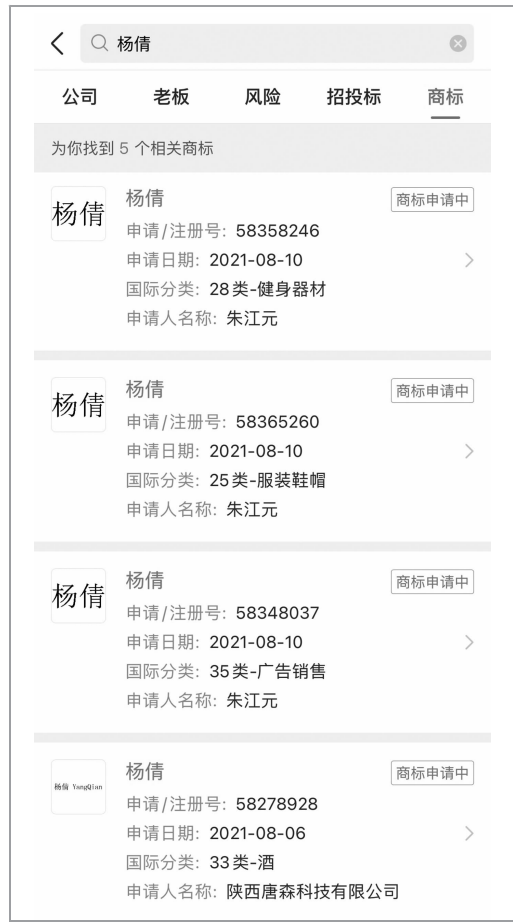 杨倩
公司 老板 风险 招投标 商标
为你找到 5 个相关商标
杨倩
杨倩
商标申请中
申请/注册号: 58358246
申请日期: 2021-08-10
国际分类: 28类-健身器材
申请人名称: 朱江元
杨倩
杨倩
商标申请中
申请/注册号: 58365260
申请日期: 2021-08-10
国际分类: 25类-服装鞋帽
申请人名称: 朱江元
杨倩
杨倩
商标申请中
申请/注册号: 58348037
申请日期: 2021-08-10
国际分类: 35类-广告销售
申请人名称: 朱江元
杨倩 YangQian
杨倩
商标申请中
申请/注册号: 58278928
申请日期: 2021-08-06
国际分类: 33类-酒
申请人名称: 陕西唐森科技有限公司